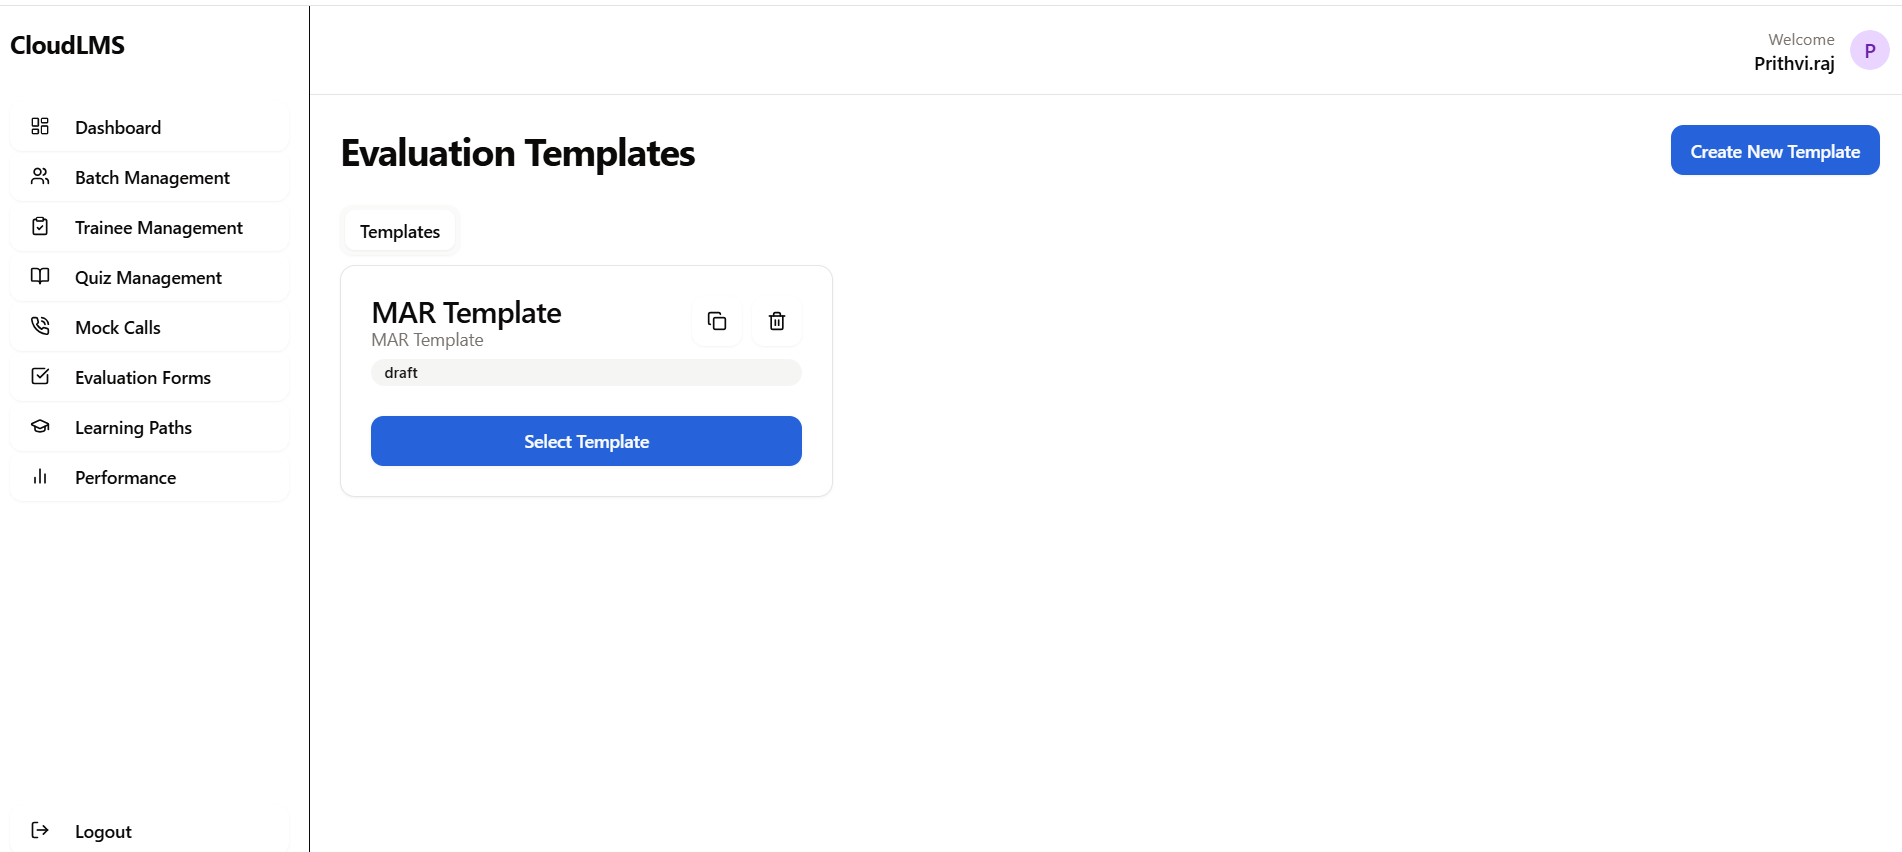 CloudLMS
Dashboard
Batch Management
Trainee Management
Quiz Management
Mock Calls
Evaluation Forms
Learning Paths
Performance
Logout
Welcome
Prithvi.raj
P
Evaluation Templates
Create New Template
Templates
MAR Template
MAR Template
draft
Select Template